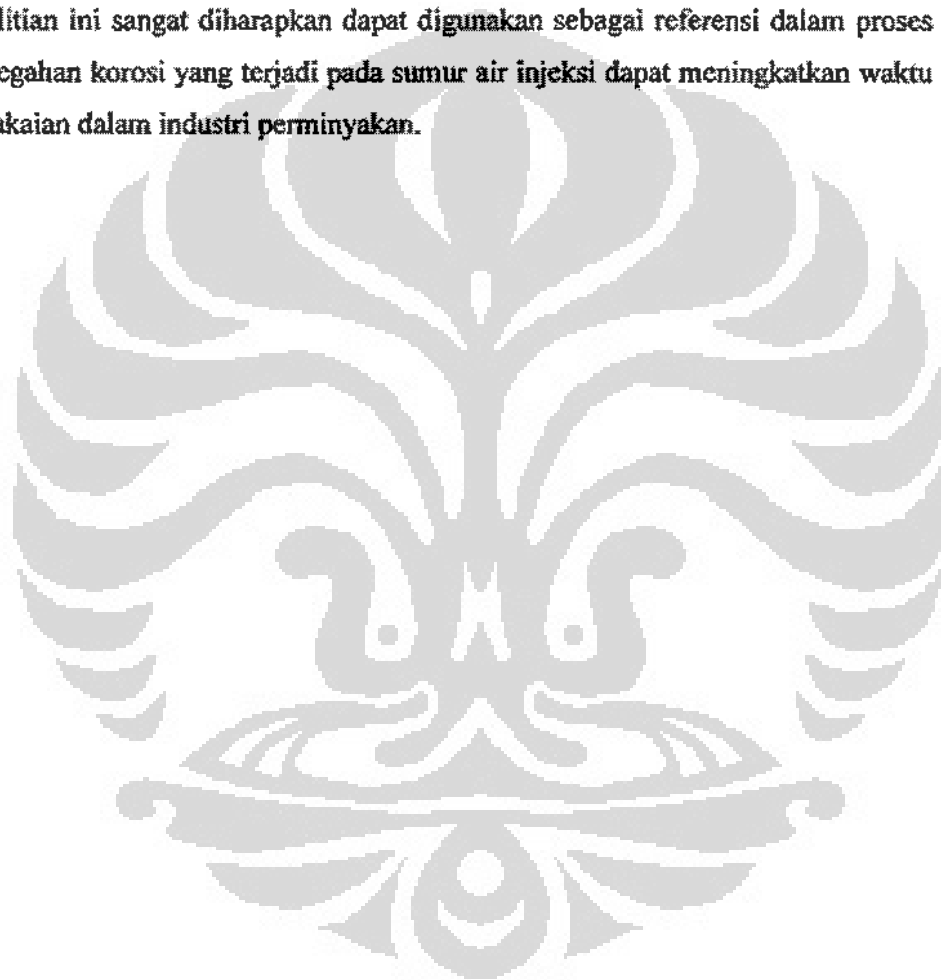 litian ini sangat diharapkan dapat digunakan sebagai referensi dalam proses
egahan korosi yang terjadi pada sumur air injeksi dapat meningkatkan waktu
akaian dalam industri perminyakan.